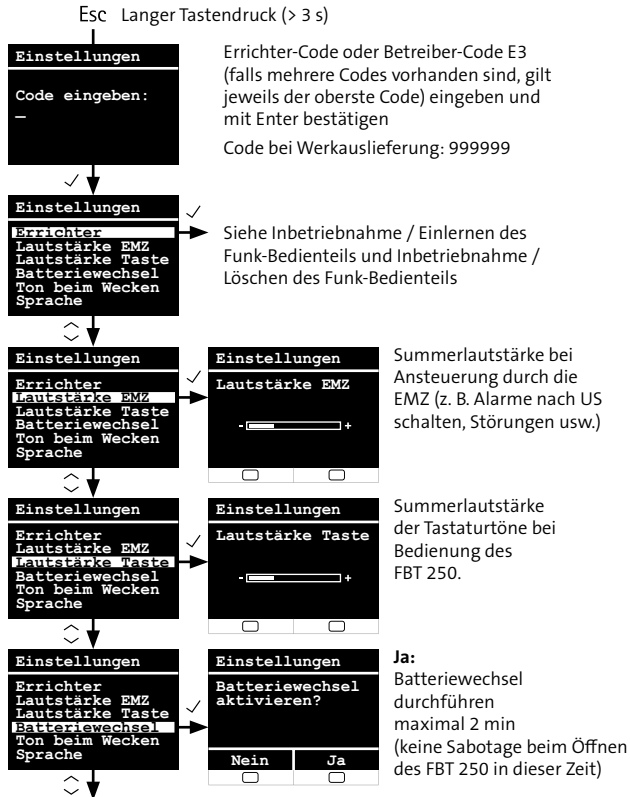 Esc Langer Tastendruck (> 3 s)
Einstellungen
Code eingeben:
_
Errichter-Code oder Betreiber-Code E3
(falls mehrere Codes vorhanden sind, gilt
jeweils der oberste Code) eingeben und
mit Enter bestätigen
Code bei Werkauslieferung: 999999
Einstellungen
Errichter
Lautstärke EMZ
Lautstärke Taste
Batteriewechsel
Ton beim Wecken
Sprache
Siehe Inbetriebnahme / Einlernen des
Funk-Bedienteils und Inbetriebnahme /
Löschen des Funk-Bedienteils
Einstellungen
Errichter
Lautstärke EMZ
Lautstärke Taste
Batteriewechsel
Ton beim Wecken
Sprache
Einstellungen
Lautstärke EMZ
- +
Summerlautstärke bei
Ansteuerung durch die
EMZ (z. B. Alarme nach US
schalten, Störungen usw.)
Einstellungen
Errichter
Lautstärke EMZ
Lautstärke Taste
Batteriewechsel
Ton beim Wecken
Sprache
Einstellungen
Lautstärke Taste
- +
Summerlautstärke
der Tastaturtöne bei
Bedienung des
FBT 250.
Einstellungen
Errichter
Lautstärke EMZ
Lautstärke Taste
Batteriewechsel
Ton beim Wecken
Sprache
Einstellungen
Batteriewechsel
aktivieren?
Nein Ja
Ja:
Batteriewechsel
durchführen
maximal 2 min
(keine Sabotage beim Öffnen
des FBT 250 in dieser Zeit)